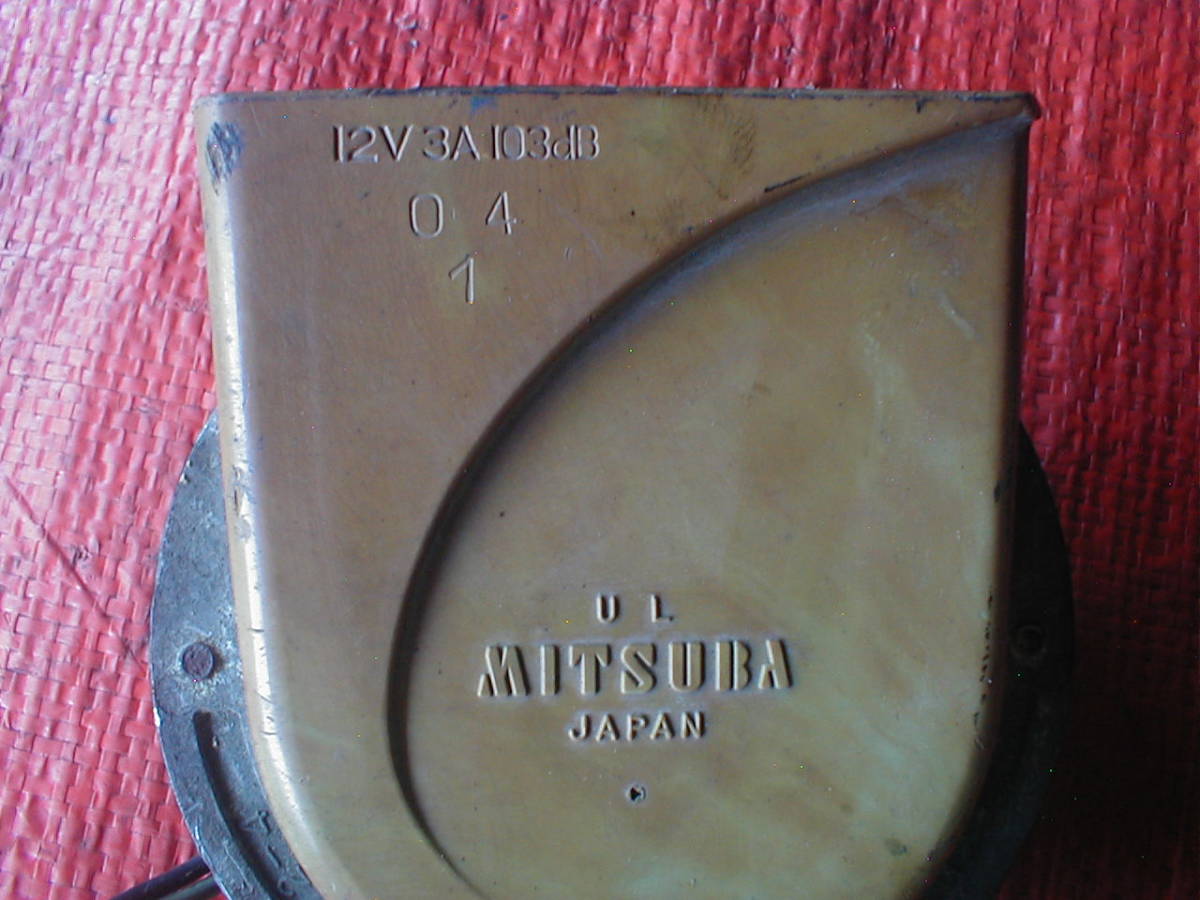 12V 3A 103dB
0 4
1
U L
MITSUBA
JAPAN